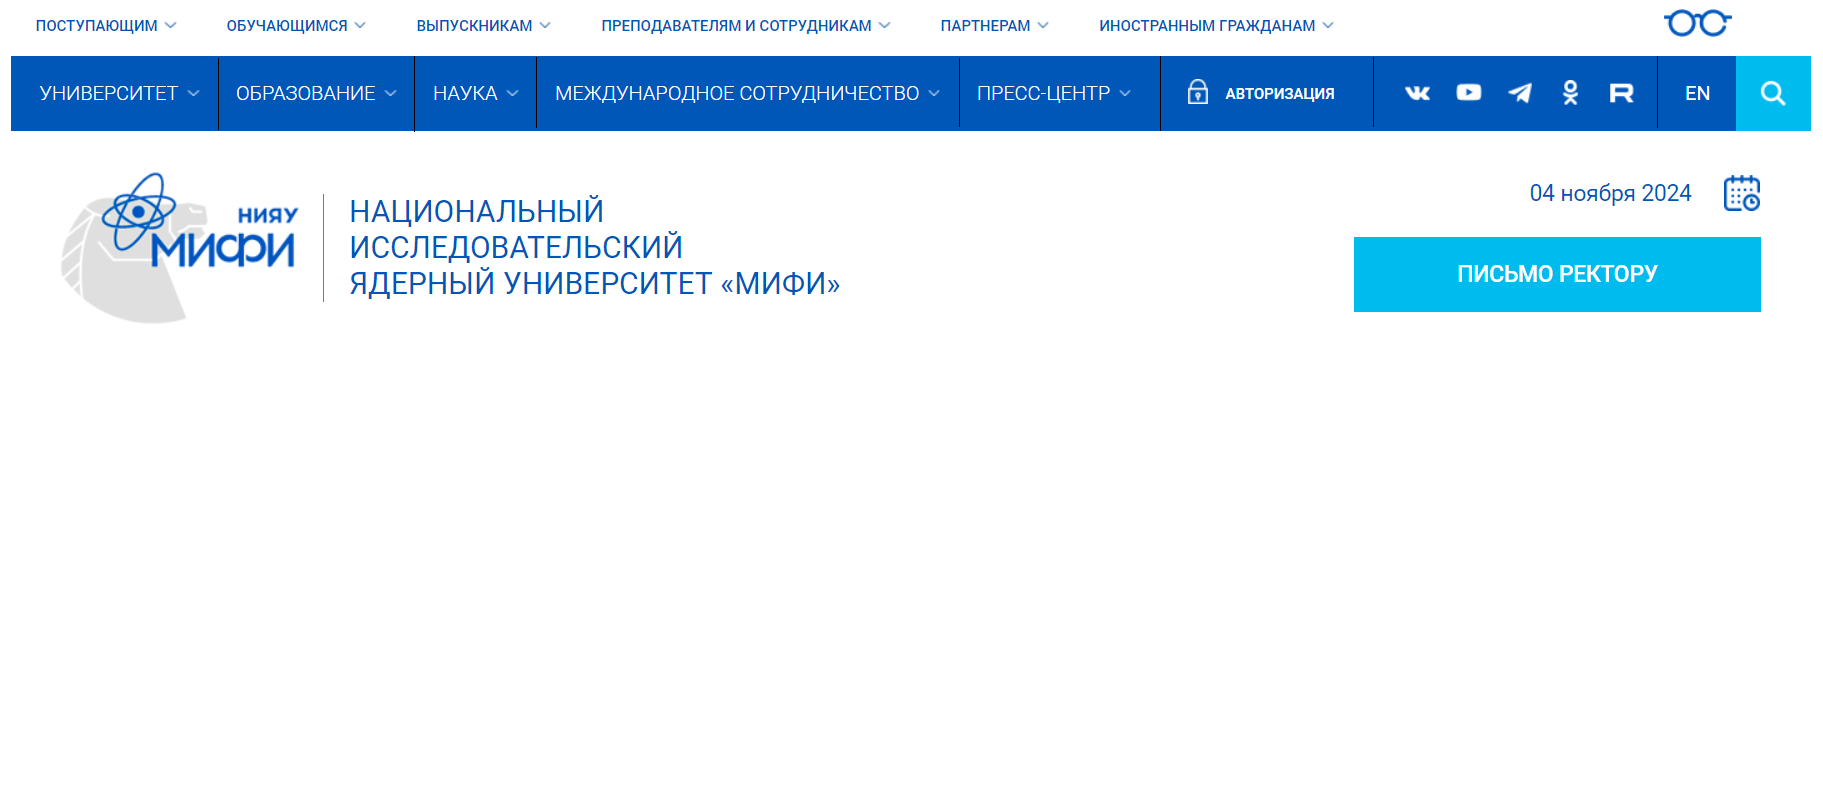 ПОСТУПАЮЩИМ ОБУЧАЮЩИМСЯ ВЫПУСКНИКАМ ПРЕПОДАВАТЕЛЯМ И СОТРУДНИКАМ ПАРТНЕРАМ ИНОСТРАННЫМ ГРАЖДАНАМ
УНИВЕРСИТЕТ ОБРАЗОВАНИЕ НАУКА МЕЖДУНАРОДНОЕ СОТРУДНИЧЕСТВО ПРЕСС-ЦЕНТР АВТОРИЗАЦИЯ EN
НИЯУ
МИФИ
НАЦИОНАЛЬНЫЙ
ИССЛЕДОВАТЕЛЬСКИЙ
ЯДЕРНЫЙ УНИВЕРСИТЕТ «МИФИ»
04 ноября 2024
ПИСЬМО РЕКТОРУ